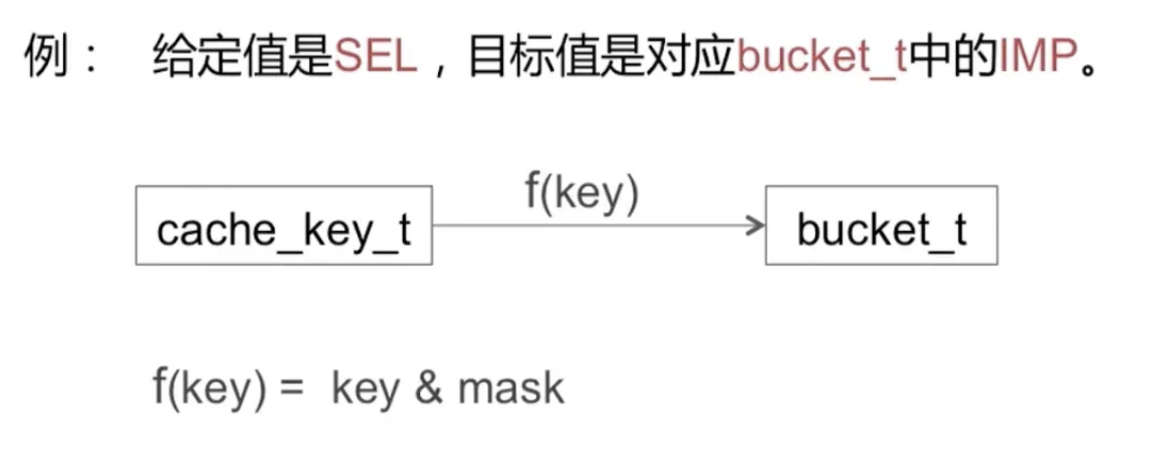 例： 给定值是SEL，目标值是对应bucket_t中的IMP。
f(key)
cache_key_t
bucket_t
f(key) = key & mask